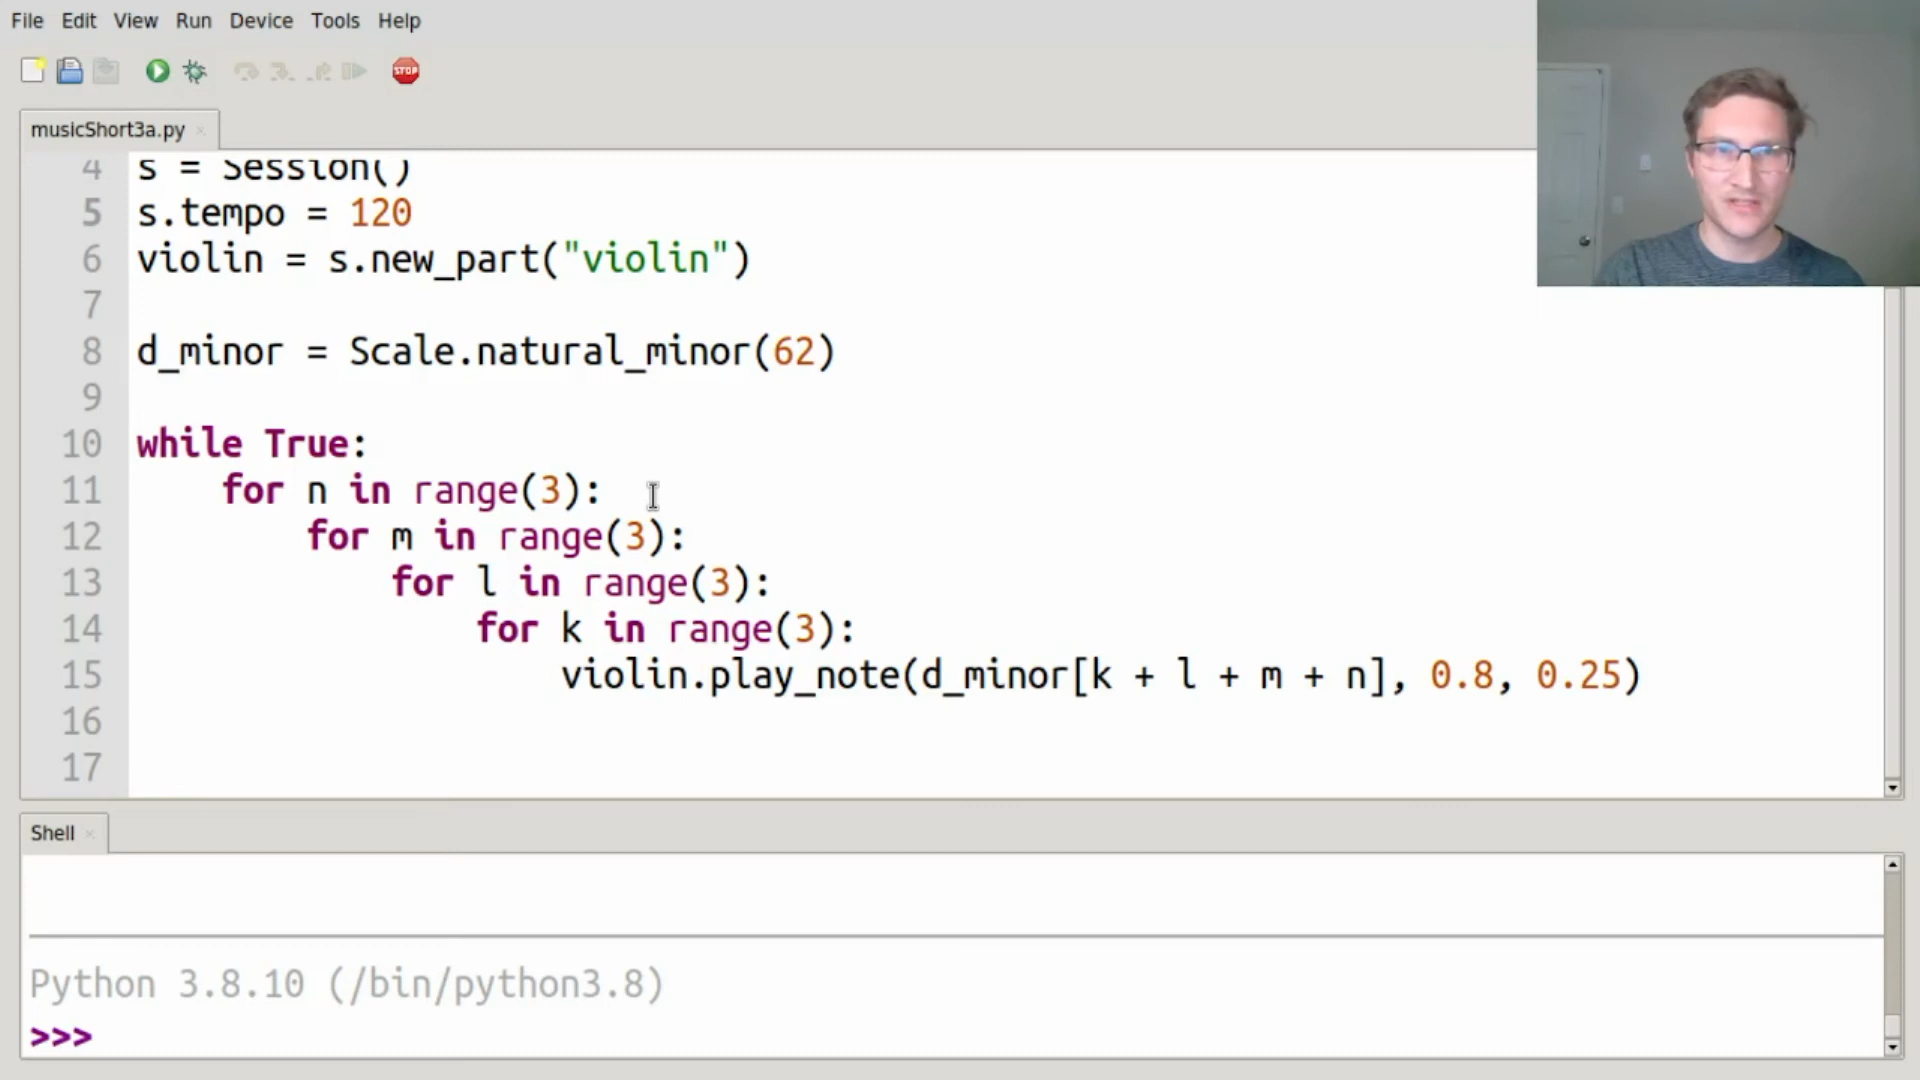 File Edit View Run Device Tools Help
STOP
musicShort3a.py
4 s = Session()
5 s.tempo = 120
6 violin = s.new_part("violin")
7
8 d_minor = Scale.natural_minor(62)
9
10 while True:
11 for n in range(3):
12 for m in range(3):
13 for l in range(3):
14 for k in range(3):
15 violin.play_note(d_minor[k + l + m + n], 0.8, 0.25)
16
17
Shell
Python 3.8.10 (/bin/python3.8)
>>>